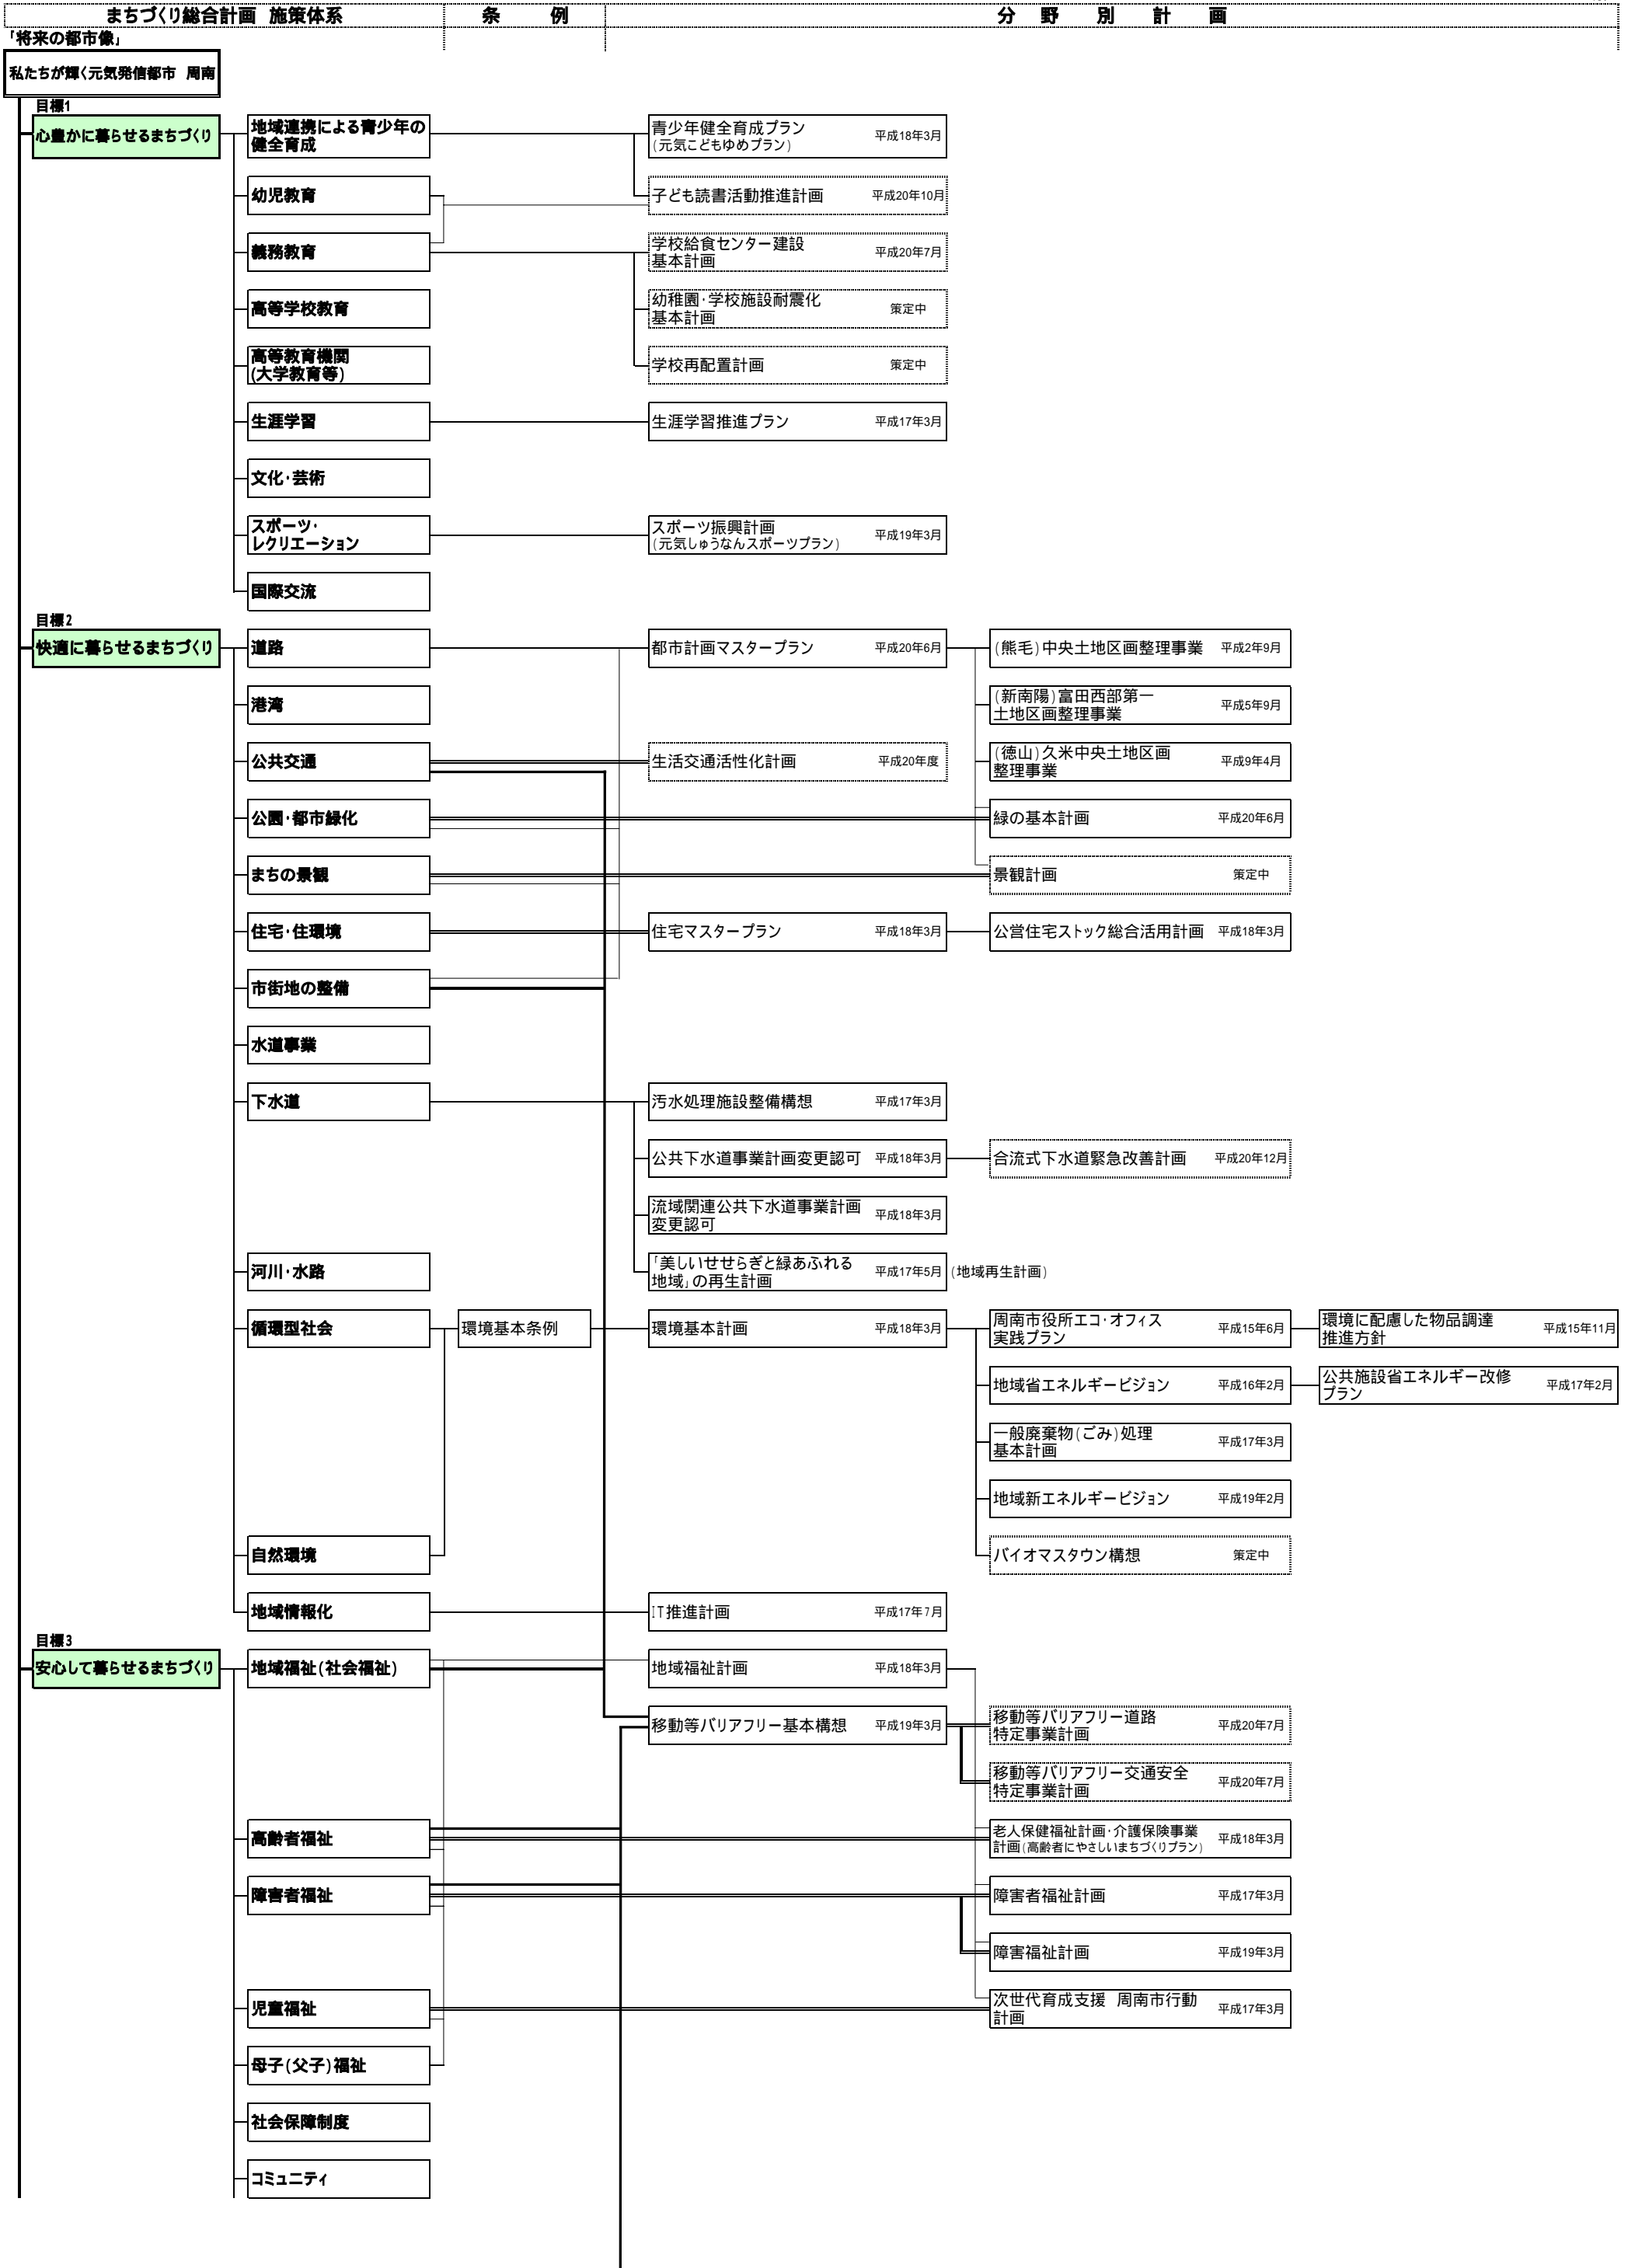 まちづくり総合計画 施策体系 条 例 分 野 別 計 画
「将来の都市像」
私たちが輝く元気発信都市 周南
目標1
心豊かに暮らせるまちづくり
地域連携による青少年の
健全育成
青少年健全育成プラン
(元気こどもゆめプラン)
平成18年3月
幼児教育
子ども読書活動推進計画 平成20年10月
義務教育
学校給食センター建設
基本計画
平成20年7月
高等学校教育
幼稚園・学校施設耐震化
基本計画
策定中
高等教育機関
(大学教育等)
学校再配置計画 策定中
生涯学習
生涯学習推進プラン 平成17年3月
文化・芸術
スポーツ・
レクリエーション
スポーツ振興計画
(元気しゅうなんスポーツプラン)
平成19年3月
国際交流
目標2
快適に暮らせるまちづくり
道路
都市計画マスタープラン 平成20年6月
(熊毛)中央土地区画整理事業 平成2年9月
港湾
(新南陽)富田西部第一
土地区画整理事業
平成5年9月
公共交通
生活交通活性化計画 平成20年度
(徳山)久米中央土地区画
整理事業
平成9年4月
公園・都市緑化
緑の基本計画 平成20年6月
まちの景観
景観計画 策定中
住宅・住環境
住宅マスタープラン 平成18年3月
公営住宅ストック総合活用計画 平成18年3月
市街地の整備
水道事業
下水道
汚水処理施設整備構想 平成17年3月
公共下水道事業計画変更認可 平成18年3月
合流式下水道緊急改善計画 平成20年12月
流域関連公共下水道事業計画
変更認可
平成18年3月
河川・水路
「美しいせせらぎと緑あふれる
地域」の再生計画
平成17年5月 (地域再生計画)
循環型社会
環境基本条例
環境基本計画 平成18年3月
周南市役所エコ・オフィス
実践プラン
平成15年6月
環境に配慮した物品調達
推進方針
平成15年11月
地域省エネルギービジョン 平成16年2月
公共施設省エネルギー改修
プラン
平成17年2月
一般廃棄物(ごみ)処理
基本計画
平成17年3月
地域新エネルギービジョン 平成19年2月
自然環境
バイオマスタウン構想 策定中
地域情報化
IT推進計画 平成17年7月
目標3
安心して暮らせるまちづくり
地域福祉(社会福祉)
地域福祉計画 平成18年3月
移動等バリアフリー基本構想 平成19年3月
移動等バリアフリー道路
特定事業計画
平成20年7月
移動等バリアフリー交通安全
特定事業計画
平成20年7月
高齢者福祉
老人保健福祉計画・介護保険事業
計画(高齢者にやさしいまちづくりプラン)
平成18年3月
障害者福祉
障害者福祉計画 平成17年3月
障害福祉計画 平成19年3月
児童福祉
次世代育成支援 周南市行動
計画
平成17年3月
母子(父子)福祉
社会保障制度
コミュニティ